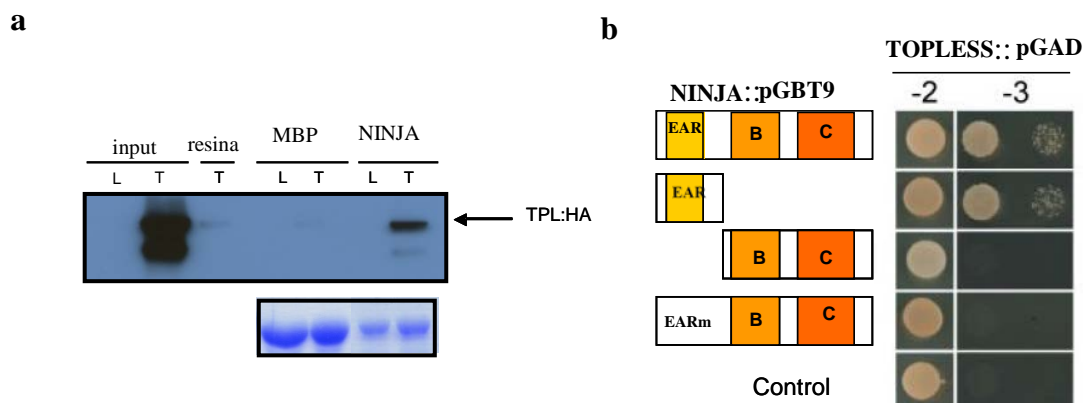 a
input resina MBP NINJA
L T T L T L T
TPL:HA
b
TOPLESS:: pGAD
NINJA::pGBT9
-2 -3
EAR B C
EAR
B C
EARm B C
Control